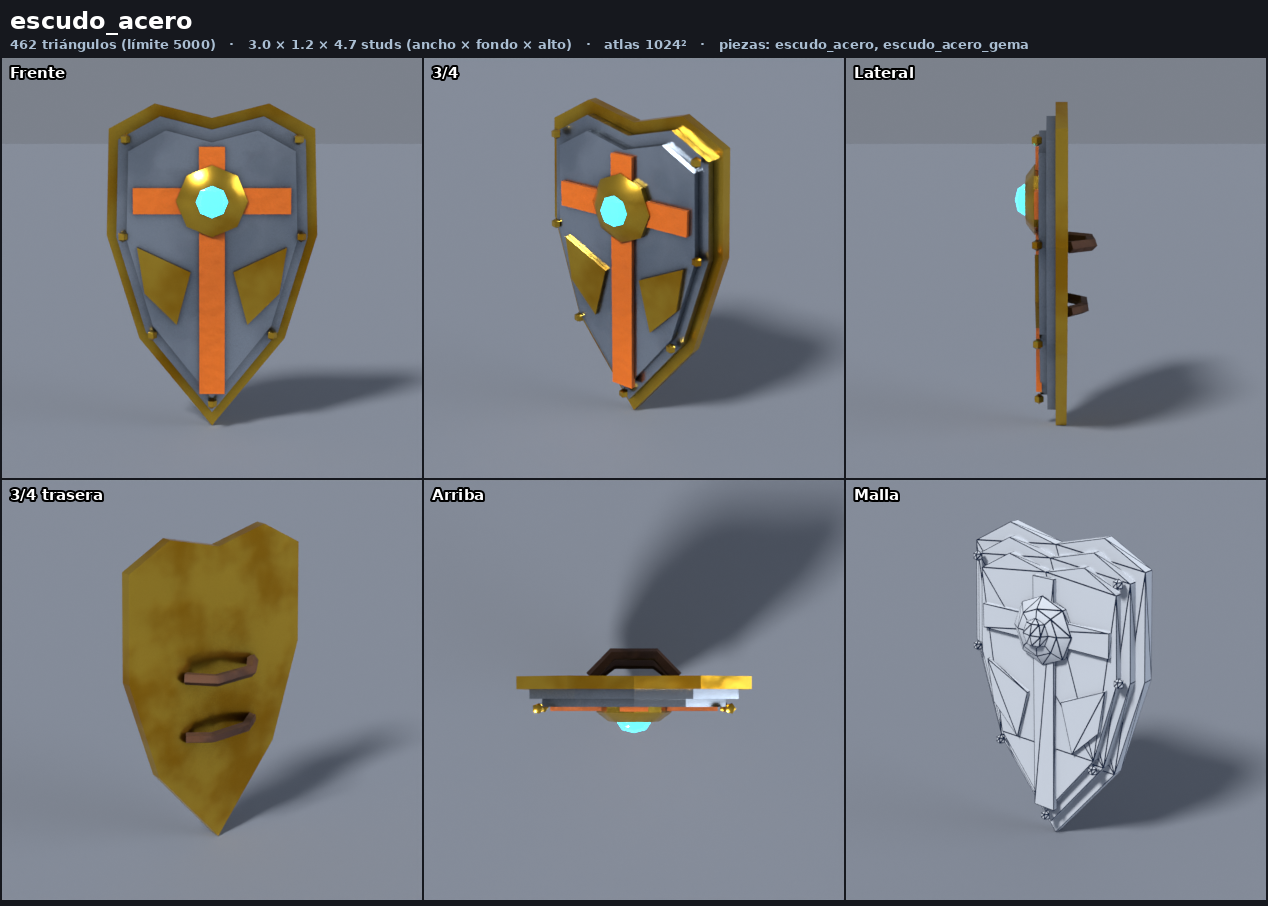 escudo_acero
462 triángulos (límite 5000) · 3.0 × 1.2 × 4.7 studs (ancho × fondo × alto) · atlas 1024² · piezas: escudo_acero, escudo_acero_gema
Frente
3/4
Lateral
3/4 trasera
Arriba
Malla